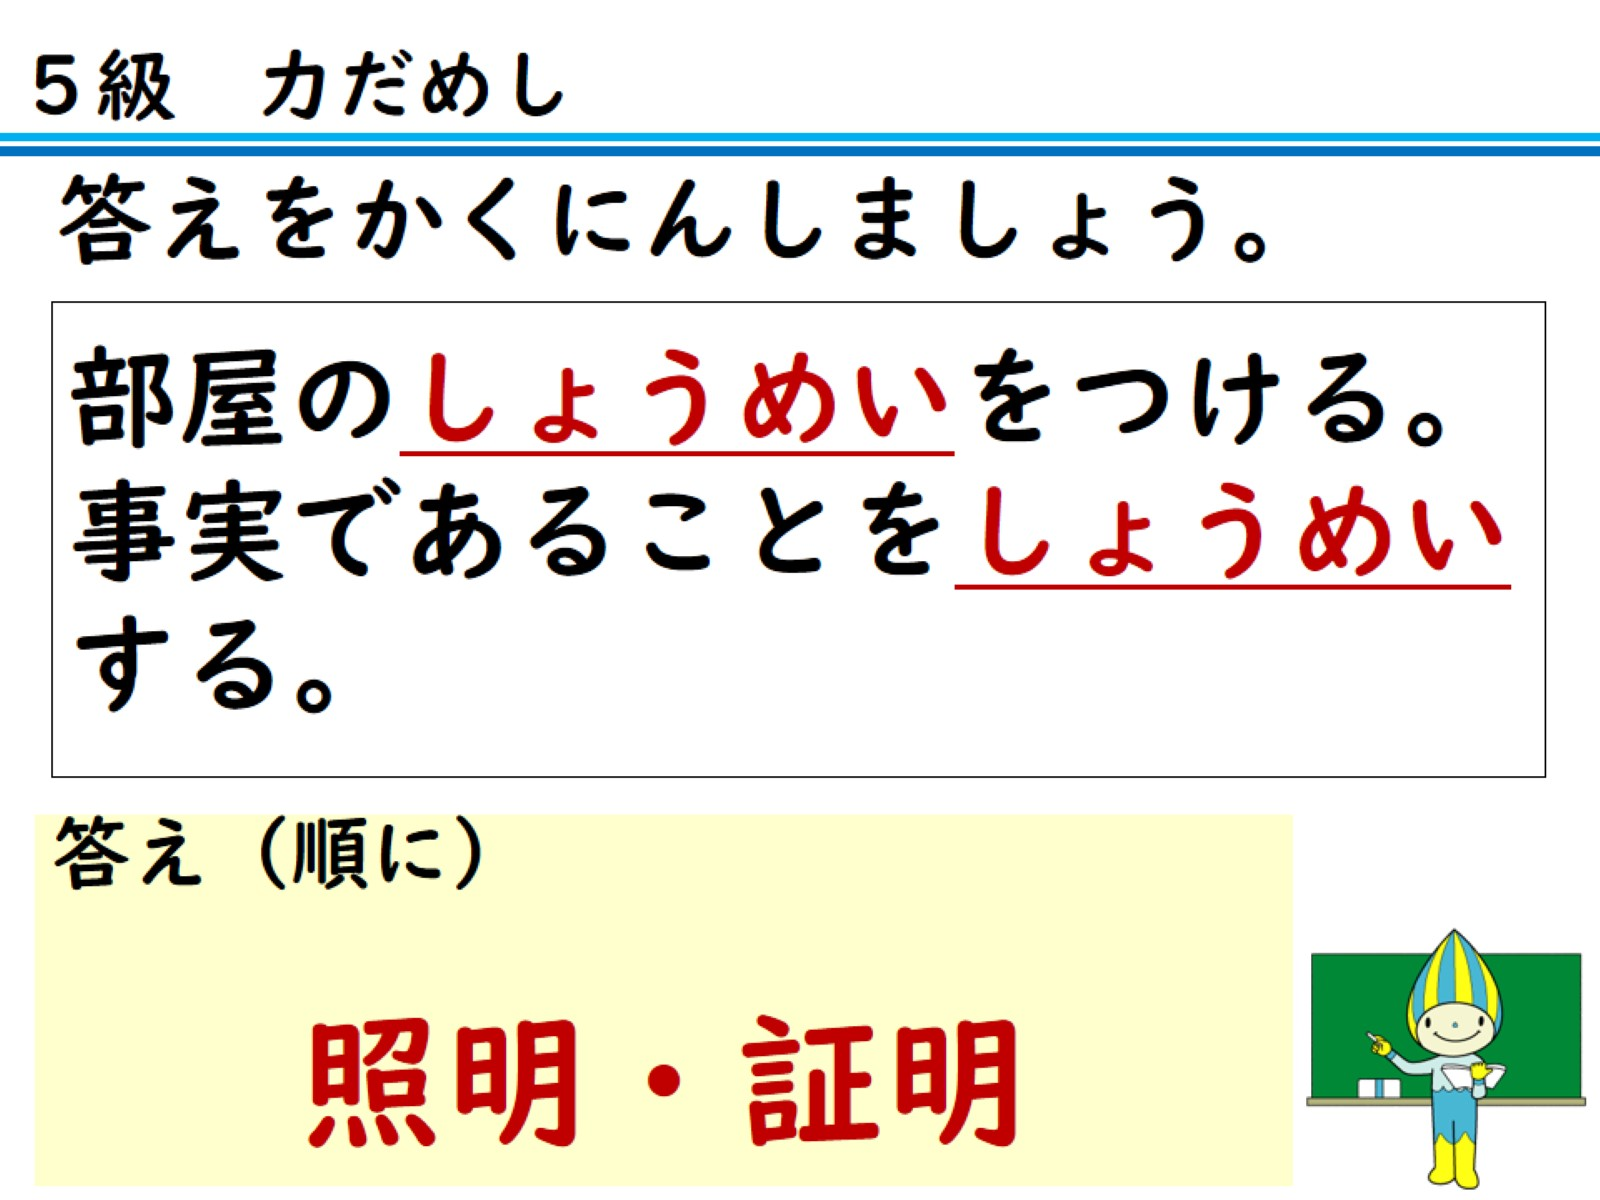 ５級　力だめし
答えをかくにんしましょう。
部屋のしょうめいをつける。
事実であることをしょうめい
する。
答え（順に）
照明・証明